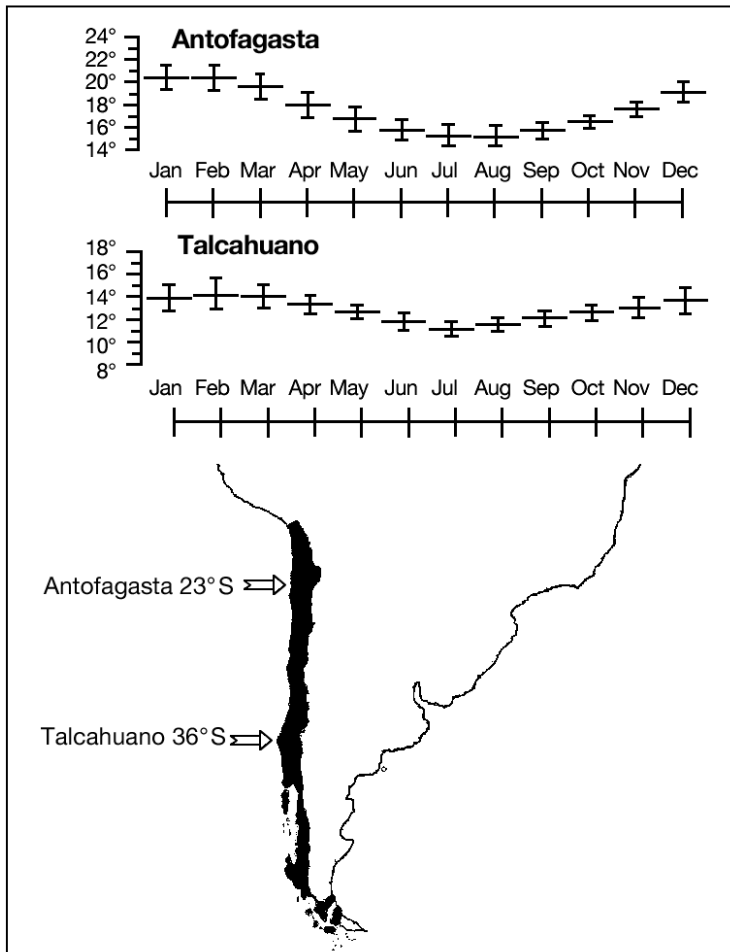 Antofagasta
24°
22°
20°
18°
16°
14°
Jan Feb Mar Apr May Jun Jul Aug Sep Oct Nov Dec
Talcahuano
18°
16°
14°
12°
10°
8°
Jan Feb Mar Apr May Jun Jul Aug Sep Oct Nov Dec
Antofagasta 23°S
Talcahuano 36°S